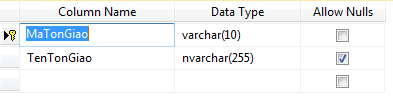 Column Name Data Type Allow Nulls
MaTonGiao varchar(10)
TenTonGiao nvarchar(255)